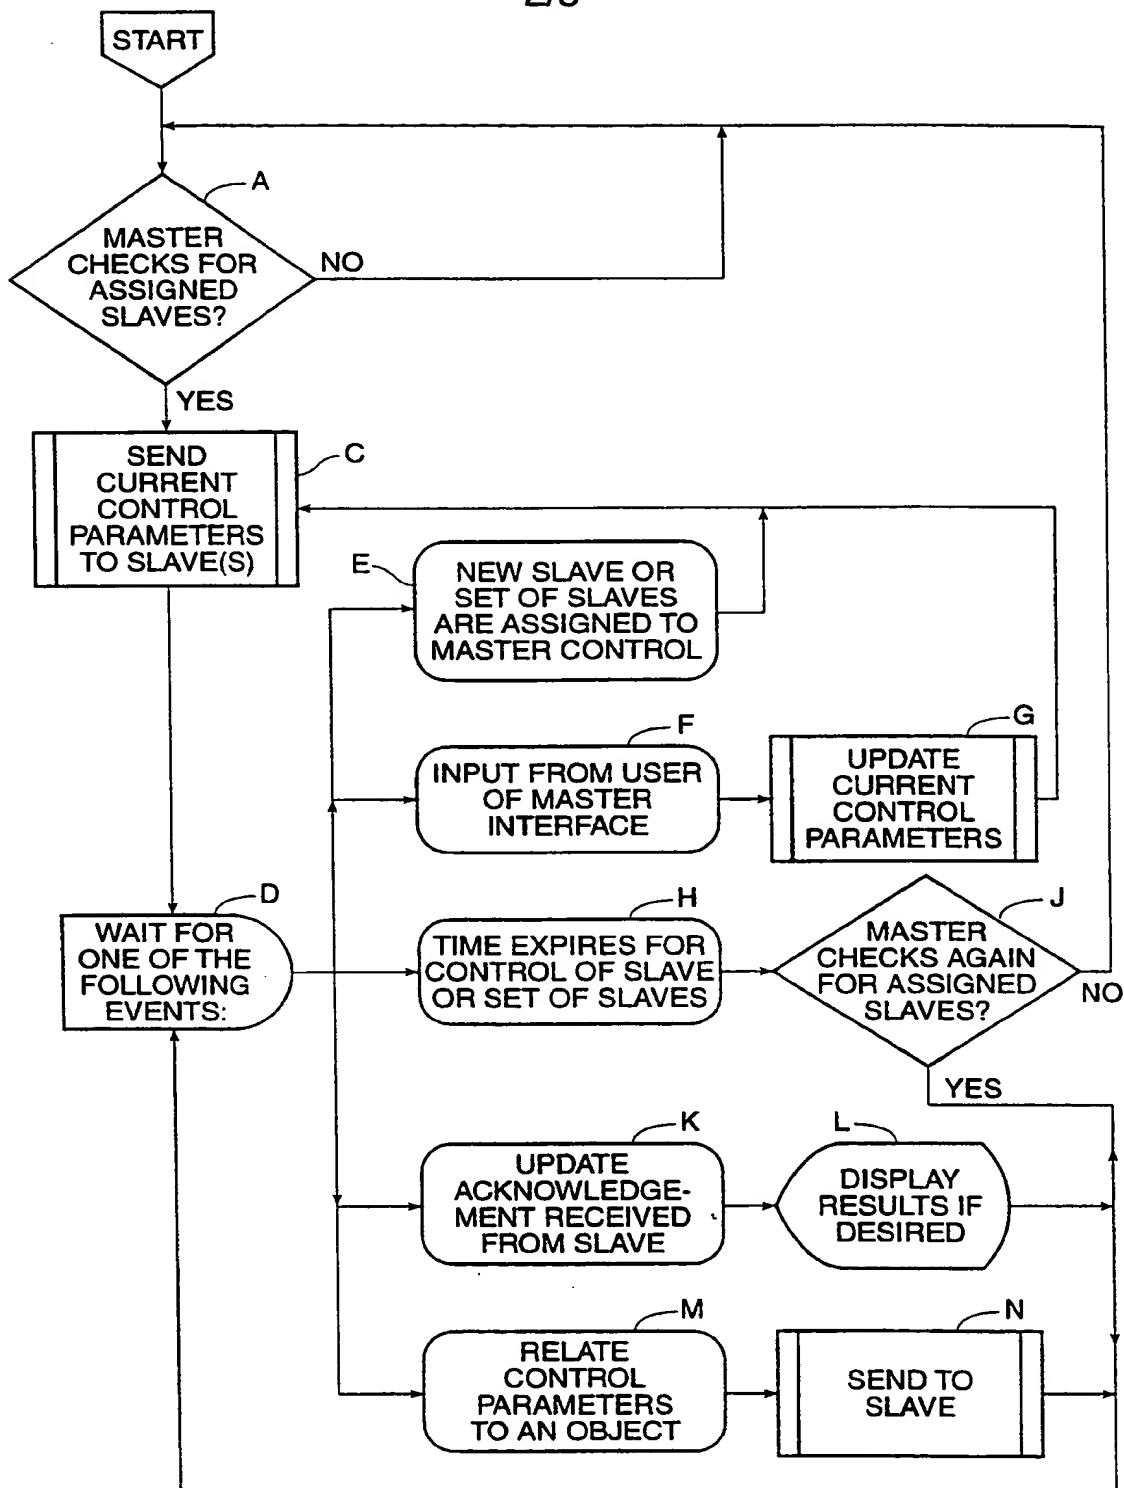 START
A
MASTER
CHECKS FOR
ASSIGNED
SLAVES?
NO
YES
SEND
CURRENT
CONTROL
PARAMETERS
TO SLAVE(S)
C
E
NEW SLAVE OR
SET OF SLAVES
ARE ASSIGNED TO
MASTER CONTROL
F
INPUT FROM USER
OF MASTER
INTERFACE
G
UPDATE
CURRENT
CONTROL
PARAMETERS
D
WAIT FOR
ONE OF THE
FOLLOWING
EVENTS:
H
TIME EXPIRES FOR
CONTROL OF SLAVE
OR SET OF SLAVES
J
MASTER
CHECKS AGAIN
FOR ASSIGNED
SLAVES?
NO
YES
K
UPDATE
ACKNOWLEDGE-
MENT RECEIVED
FROM SLAVE
L
DISPLAY
RESULTS IF
DESIRED
M
RELATE
CONTROL
PARAMETERS
TO AN OBJECT
N
SEND TO
SLAVE